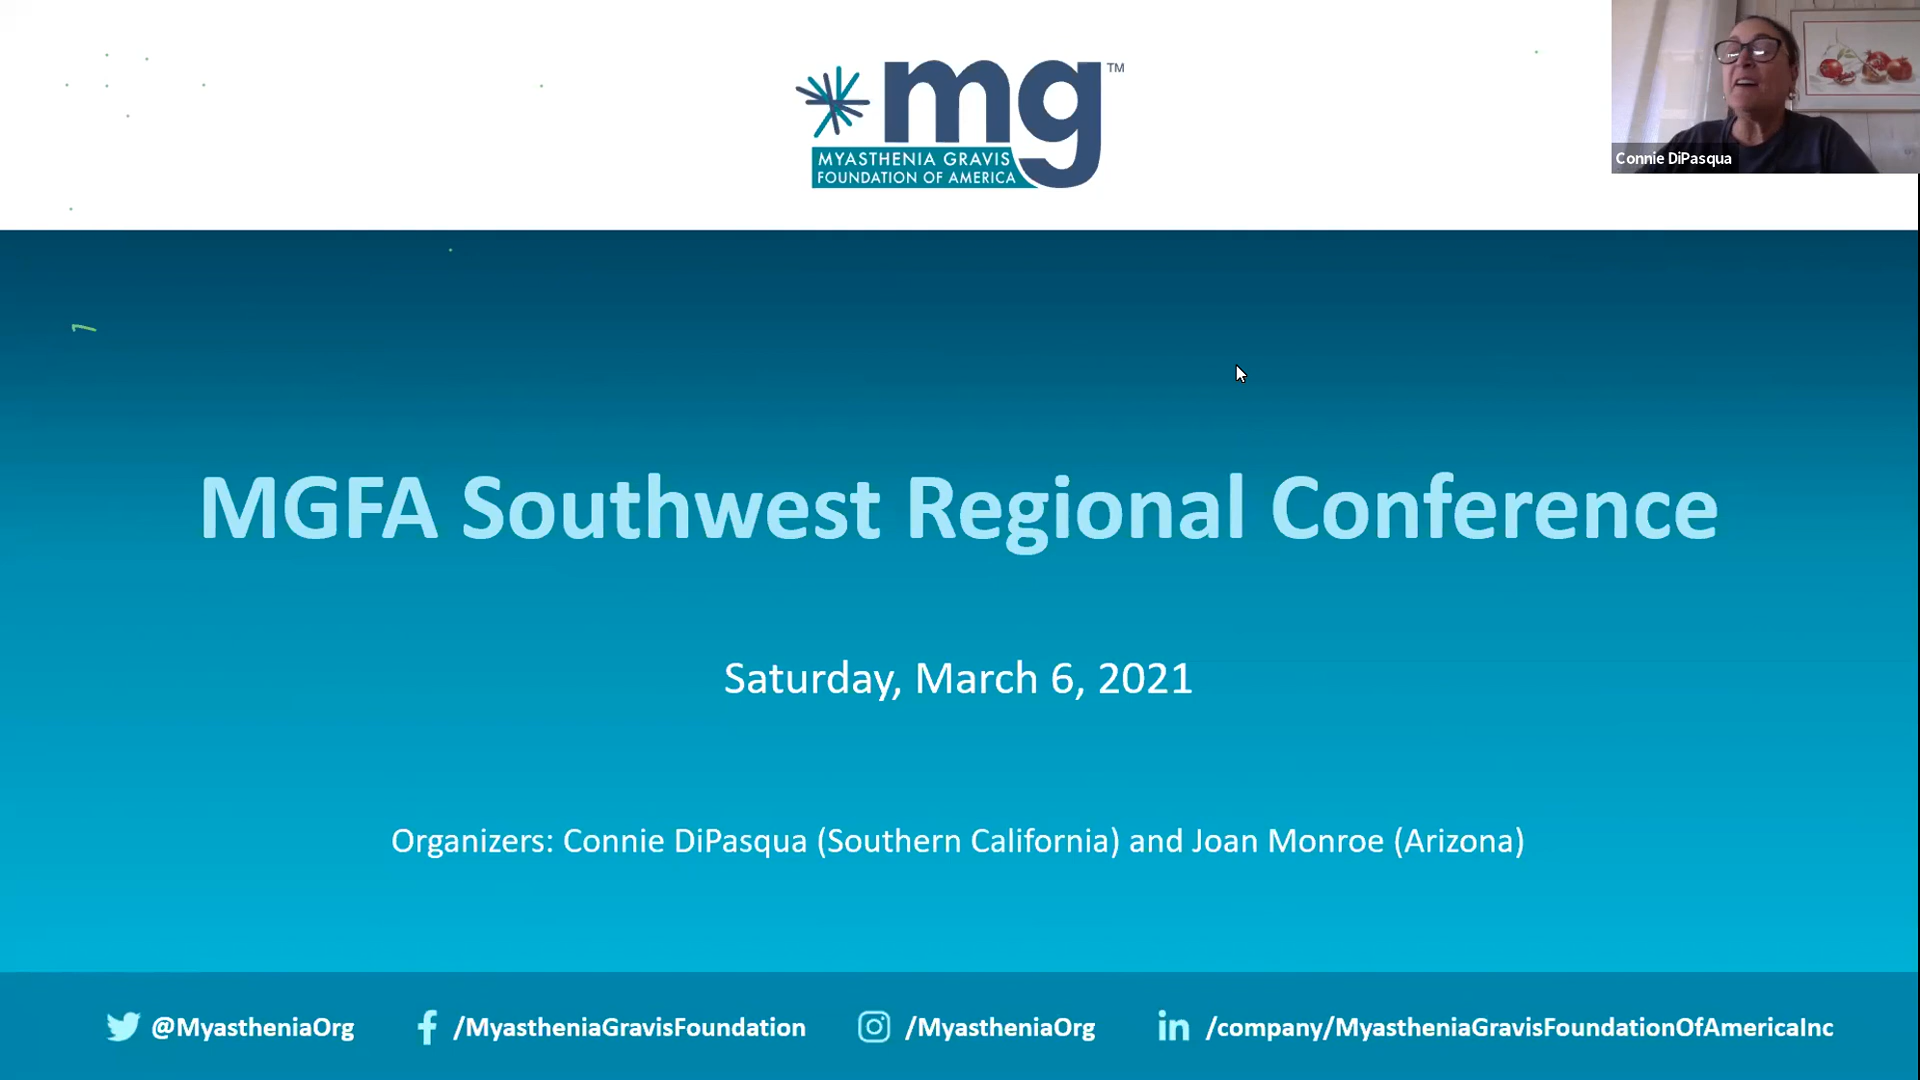 mg™
MYASTHENIA GRAVIS
FOUNDATION OF AMERICA
Connie DiPasqua
MGFA Southwest Regional Conference
Saturday, March 6, 2021
Organizers: Connie DiPasqua (Southern California) and Joan Monroe (Arizona)
@MyastheniaOrg
/MyastheniaGravisFoundation
/MyastheniaOrg
/company/MyastheniaGravisFoundationOfAmericaInc